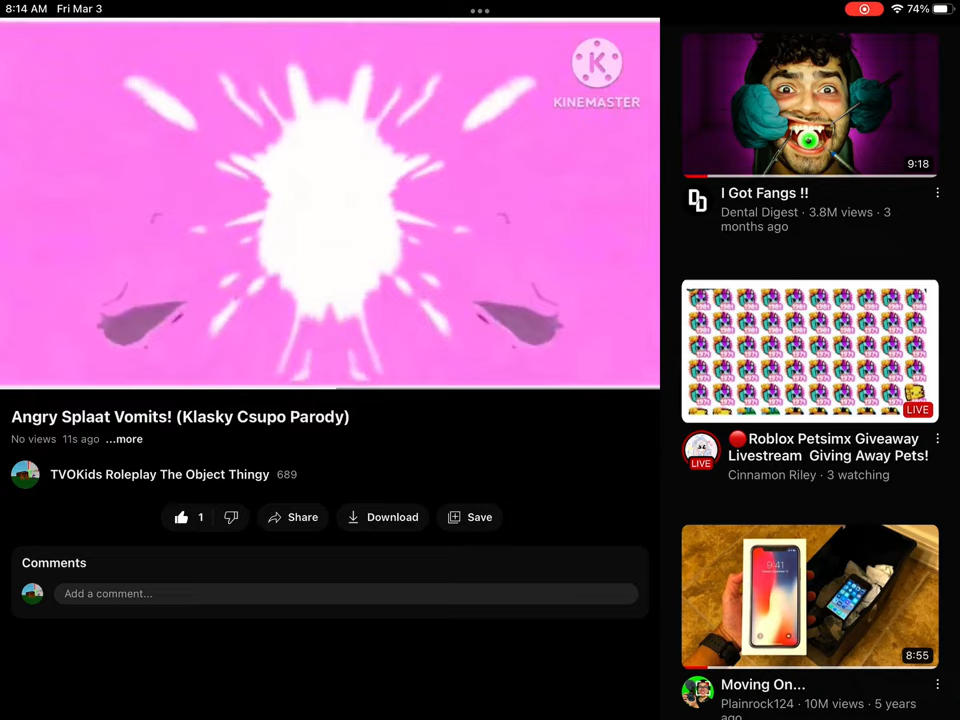 8:14 AM Fri Mar 3
74%
K
KINEMASTER
Angry Splaat Vomits! (Klasky Csupo Parody)
No views 11s ago ...more
TVOKids Roleplay The Object Thingy 689
1
Share
Download
Save
Comments
Add a comment...
9:18
I Got Fangs !!
Dental Digest · 3.8M views · 3
months ago
LIVE
🔴Roblox Petsimx Giveaway
Livestream Giving Away Pets!
LIVE
Cinnamon Riley · 3 watching
9:41
8:55
Moving On...
Plainrock124 · 10M views · 5 years
ago